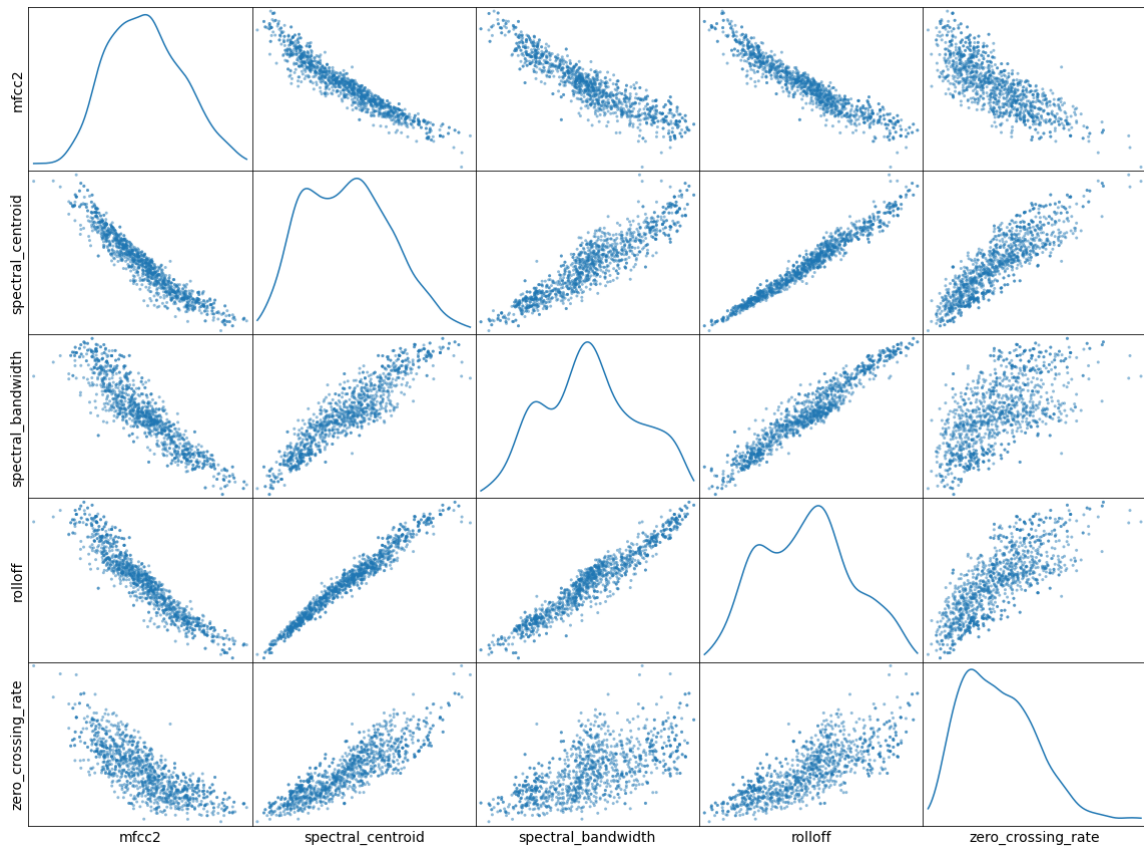 mfcc2
spectral_centroid
spectral_bandwidth
rolloff
zero_crossing_rate
mfcc2
spectral_centroid
spectral_bandwidth
rolloff
zero_crossing_rate